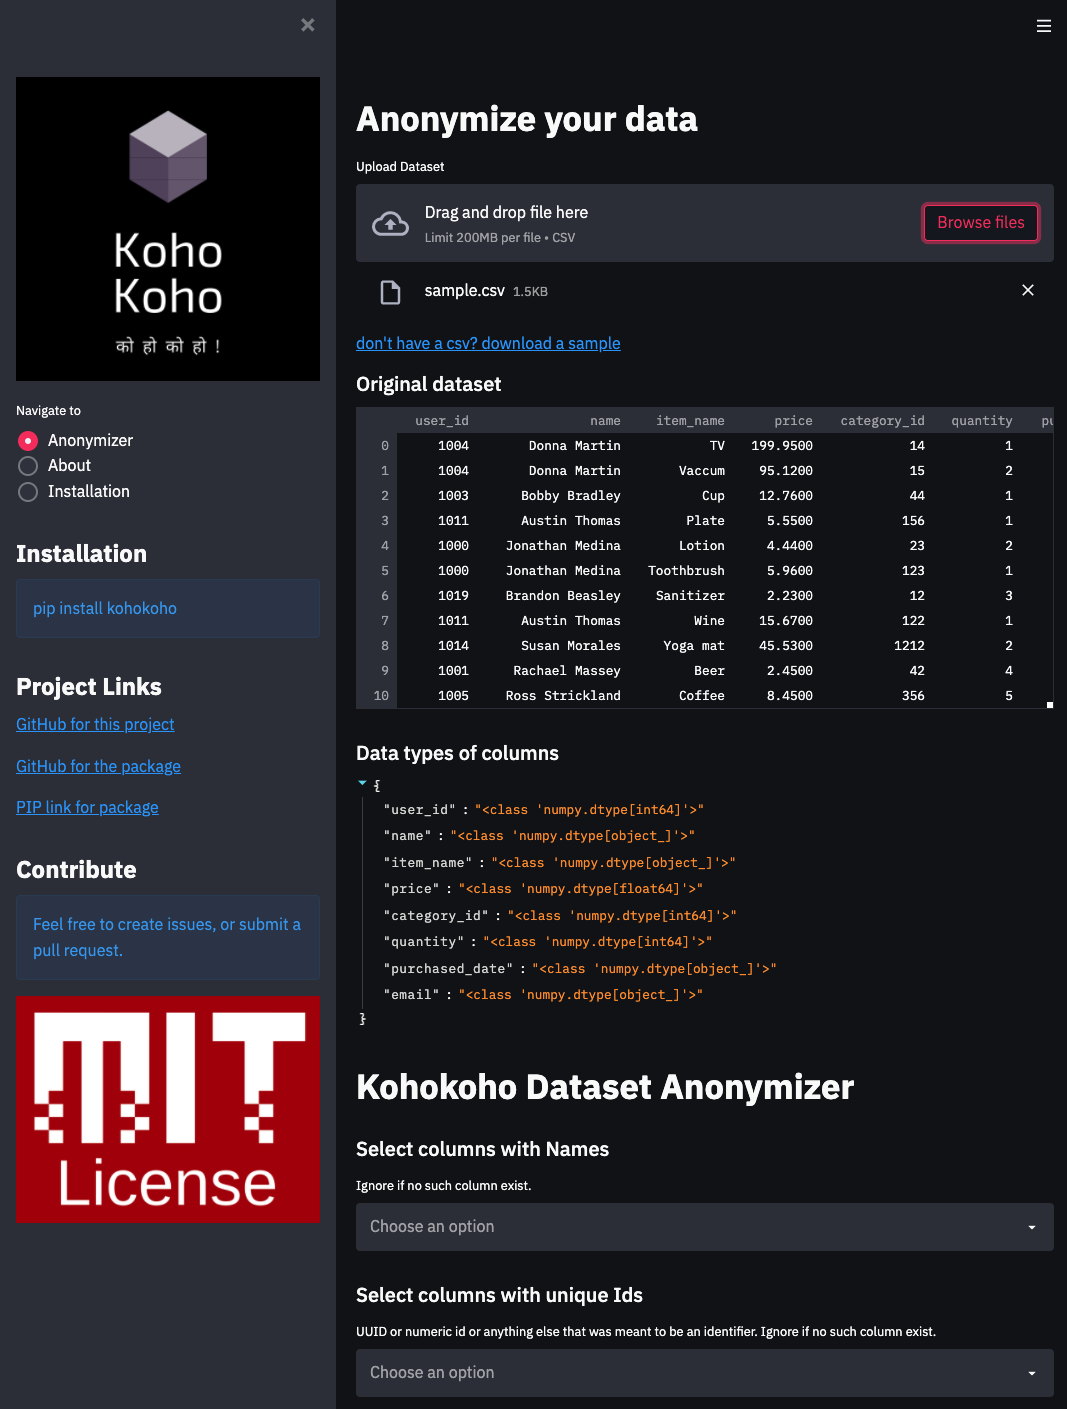 ×
Koho
Koho
को हो को हो !
Navigate to
Anonymizer
About
Installation
Installation
pip install kohokoho
Project Links
GitHub for this project
GitHub for the package
PIP link for package
Contribute
Feel free to create issues, or submit a
pull request.
MIT
License
Anonymize your data
Upload Dataset
Drag and drop file here
Limit 200MB per file • CSV
Browse files
sample.csv 1.5KB
don't have a csv? download a sample
Original dataset
user_id name item_name price category_id quantity pu
0 1004 Donna Martin TV 199.9500 14 1
1 1004 Donna Martin Vaccum 95.1200 15 2
2 1003 Bobby Bradley Cup 12.7600 44 1
3 1011 Austin Thomas Plate 5.5500 156 1
4 1000 Jonathan Medina Lotion 4.4400 23 2
5 1000 Jonathan Medina Toothbrush 5.9600 123 1
6 1019 Brandon Beasley Sanitizer 2.2300 12 3
7 1011 Austin Thomas Wine 15.6700 122 1
8 1014 Susan Morales Yoga mat 45.5300 1212 2
9 1001 Rachael Massey Beer 2.4500 42 4
10 1005 Ross Strickland Coffee 8.4500 356 5
Data types of columns
{
"user_id" : "<class 'numpy.dtype[int64]'>"
"name" : "<class 'numpy.dtype[object_]'>"
"item_name" : "<class 'numpy.dtype[object_]'>"
"price" : "<class 'numpy.dtype[float64]'>"
"category_id" : "<class 'numpy.dtype[int64]'>"
"quantity" : "<class 'numpy.dtype[int64]'>"
"purchased_date" : "<class 'numpy.dtype[object_]'>"
"email" : "<class 'numpy.dtype[object_]'>"
}
Kohokoho Dataset Anonymizer
Select columns with Names
Ignore if no such column exist.
Choose an option
Select columns with unique Ids
UUID or numeric id or anything else that was meant to be an identifier. Ignore if no such column exist.
Choose an option